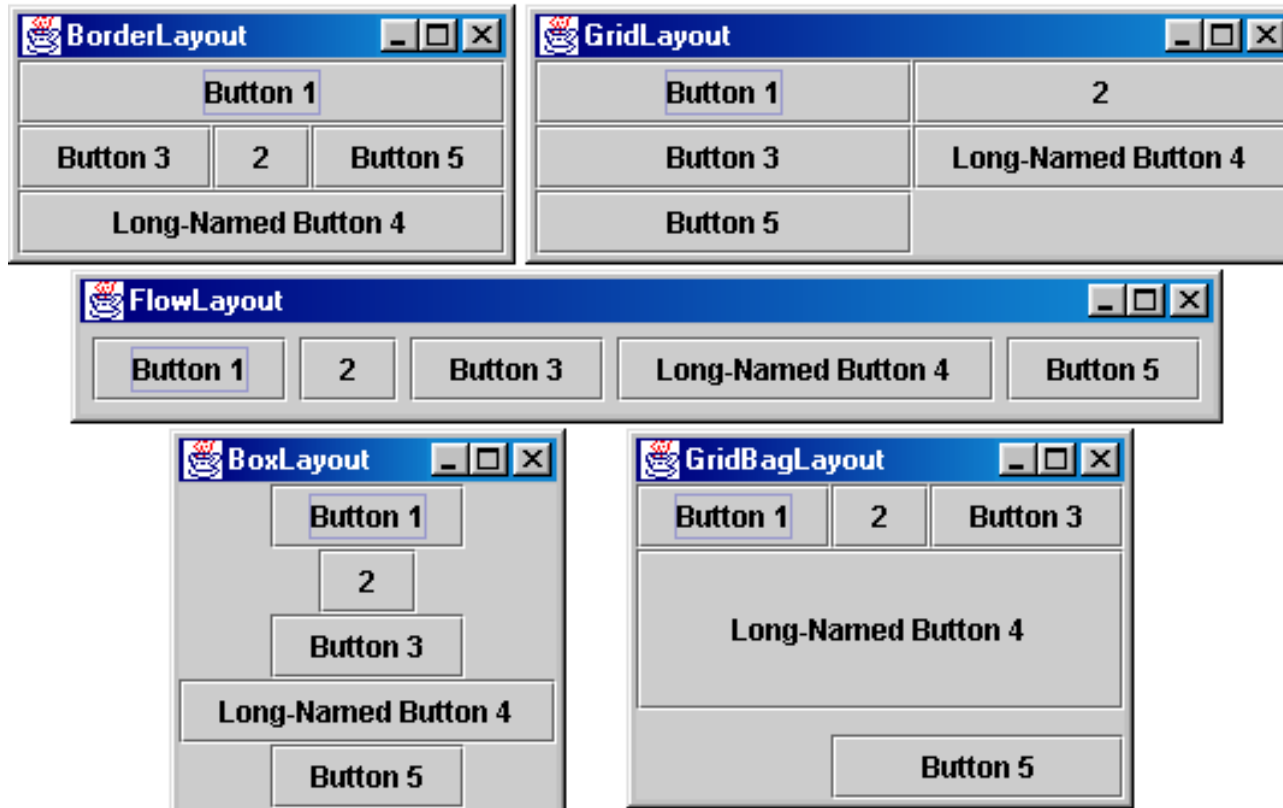 BorderLayout
Button 1
Button 3 2 Button 5
Long-Named Button 4
GridLayout
Button 1 2
Button 3 Long-Named Button 4
Button 5
FlowLayout
Button 1 2 Button 3 Long-Named Button 4 Button 5
BoxLayout
Button 1
2
Button 3
Long-Named Button 4
Button 5
GridBagLayout
Button 1 2 Button 3
Long-Named Button 4
Button 5